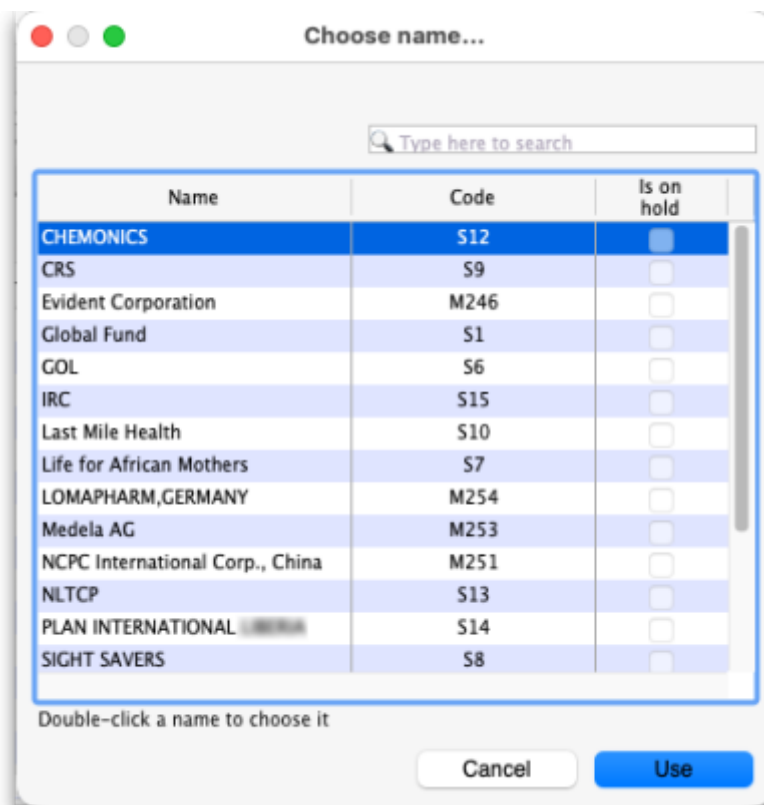 Choose name...
Type here to search
Name Code Is on hold
CHEMONICS S12
CRS S9
Evident Corporation M246
Global Fund S1
GOL S6
IRC S15
Last Mile Health S10
Life for African Mothers S7
LOMAPHARM,GERMANY M254
Medela AG M253
NCPC International Corp., China M251
NLTCP S13
PLAN INTERNATIONAL S14
SIGHT SAVERS S8
Double-click a name to choose it
Cancel Use